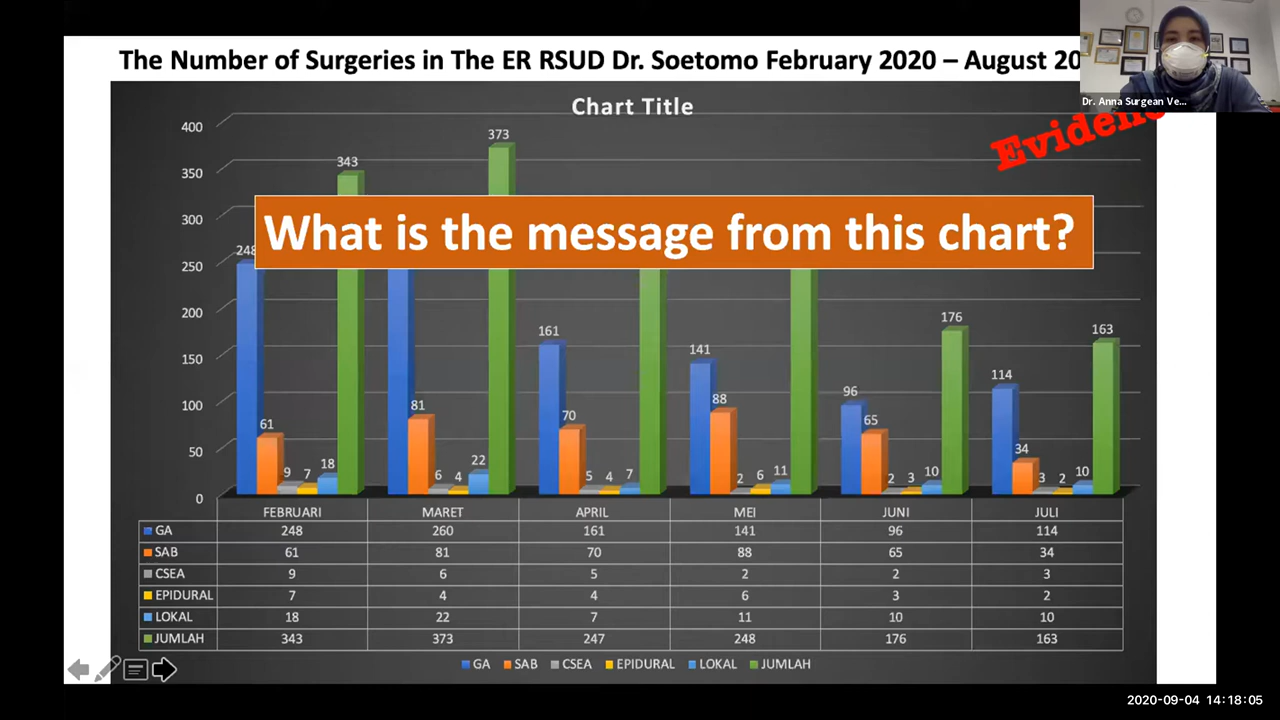 The Number of Surgeries in The ER RSUD Dr. Soetomo February 2020 – August 20
Dr. Anna Surgean Ve...
Chart Title
Evidenc
What is the message from this chart?
400
350
300
250
200
150
100
50
0
248 61 9 7 18 343
81 6 4 22 373
161 70 5 4 7
141 88 2 6 11
96 65 2 3 10 176
114 34 3 2 10 163
FEBRUARI MARET APRIL MEI JUNI JULI
GA 248 260 161 141 96 114
SAB 61 81 70 88 65 34
CSEA 9 6 5 2 2 3
EPIDURAL 7 4 4 6 3 2
LOKAL 18 22 7 11 10 10
JUMLAH 343 373 247 248 176 163
GA SAB CSEA EPIDURAL LOKAL JUMLAH
2020-09-04 14:18:05